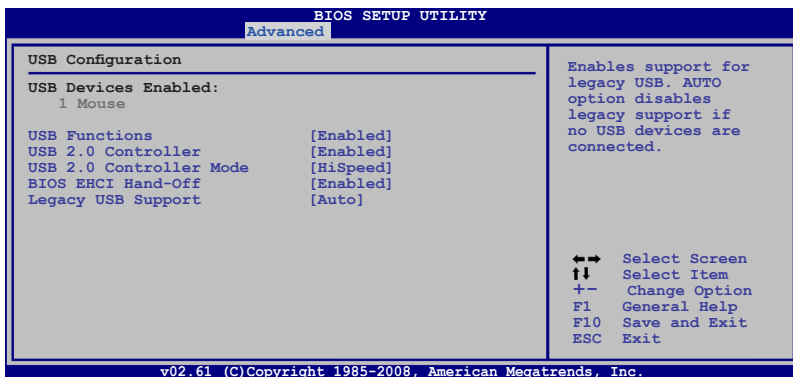 BIOS SETUP UTILITY
Advanced
USB Configuration
USB Devices Enabled:
1 Mouse
USB Functions [Enabled]
USB 2.0 Controller [Enabled]
USB 2.0 Controller Mode [HiSpeed]
BIOS EHCI Hand-Off [Enabled]
Legacy USB Support [Auto]
Enables support for
legacy USB. AUTO
option disables
legacy support if
no USB devices are
connected.
←→ Select Screen
↑↓ Select Item
+- Change Option
F1 General Help
F10 Save and Exit
ESC Exit
v02.61 (C)Copyright 1985-2008, American Megatrends, Inc.